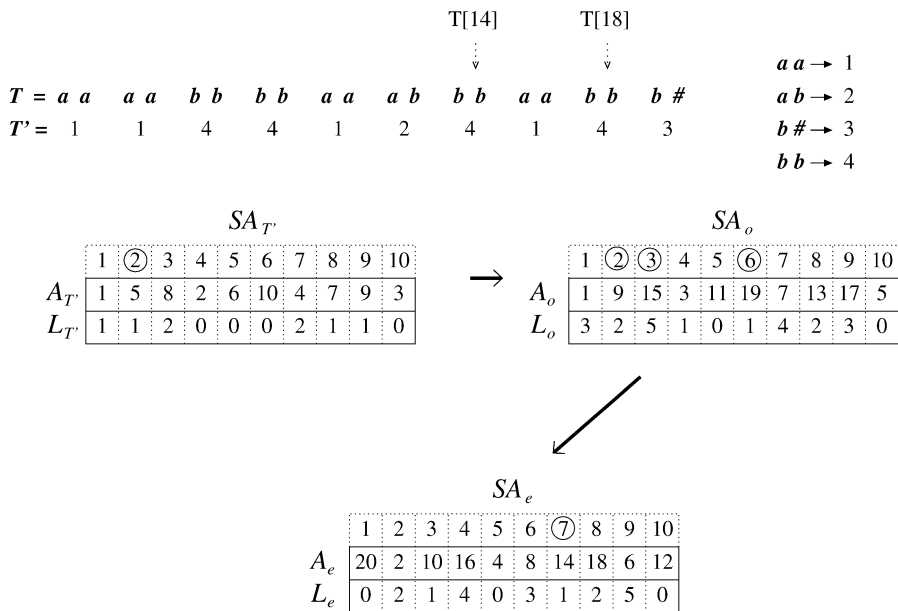 T[14] T[18]
a a → 1
T = a a a a b b b b a a a b b b a a b b b #
a b → 2
T' = 1 1 4 4 1 2 4 1 4 3
b # → 3
b b → 4
SA_T' SA_o
1 2 3 4 5 6 7 8 9 10
A_T' 1 5 8 2 6 10 4 7 9 3
L_T' 1 1 2 0 0 0 2 1 1 0
→
1 2 3 4 5 6 7 8 9 10
A_o 1 9 15 3 11 19 7 13 17 5
L_o 3 2 5 1 0 1 4 2 3 0
SA_e
1 2 3 4 5 6 7 8 9 10
A_e 20 2 10 16 4 8 14 18 6 12
L_e 0 2 1 4 0 3 1 2 5 0